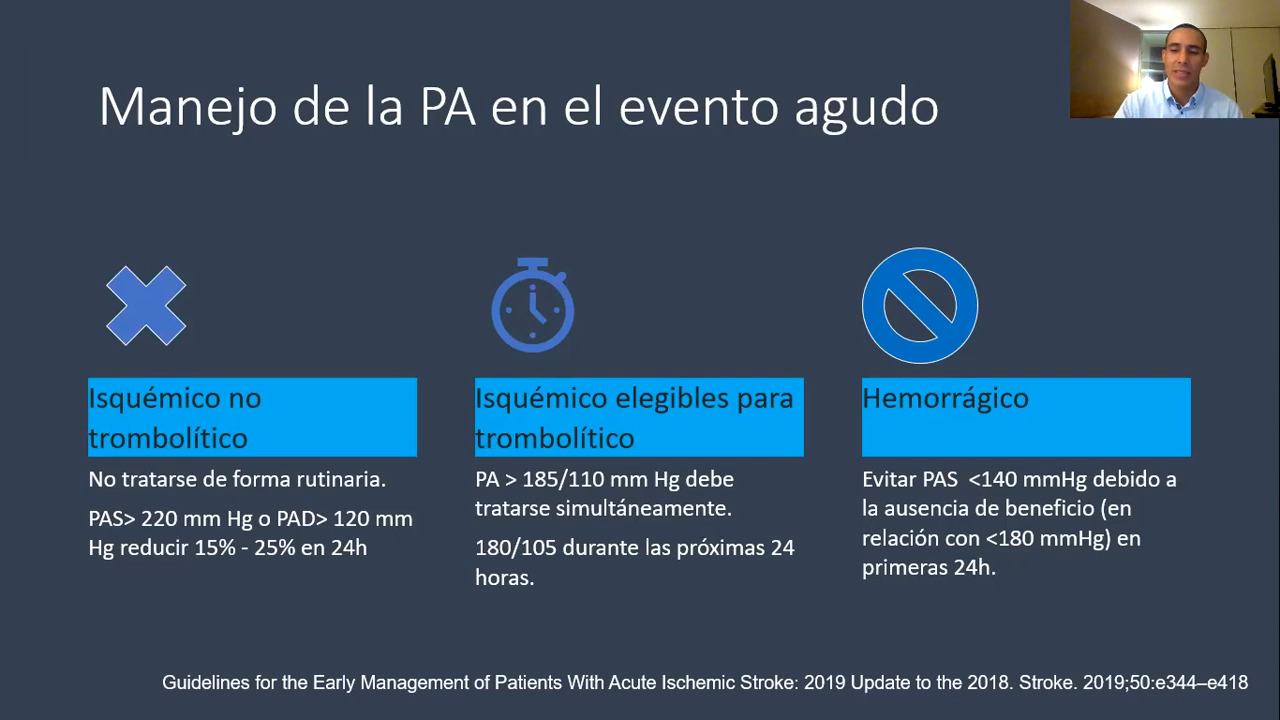 Manejo de la PA en el evento agudo
Isquémico no
trombolítico
No tratarse de forma rutinaria.
PAS> 220 mm Hg o PAD> 120 mm
Hg reducir 15% - 25% en 24h
Isquémico elegibles para
trombolítico
PA > 185/110 mm Hg debe
tratarse simultáneamente.
180/105 durante las próximas 24
horas.
Hemorrágico
Evitar PAS  <140 mmHg debido a
la ausencia de beneficio (en
relación con <180 mmHg) en
primeras 24h.
Guidelines for the Early Management of Patients With Acute Ischemic Stroke: 2019 Update to the 2018. Stroke. 2019;50:e344–e418